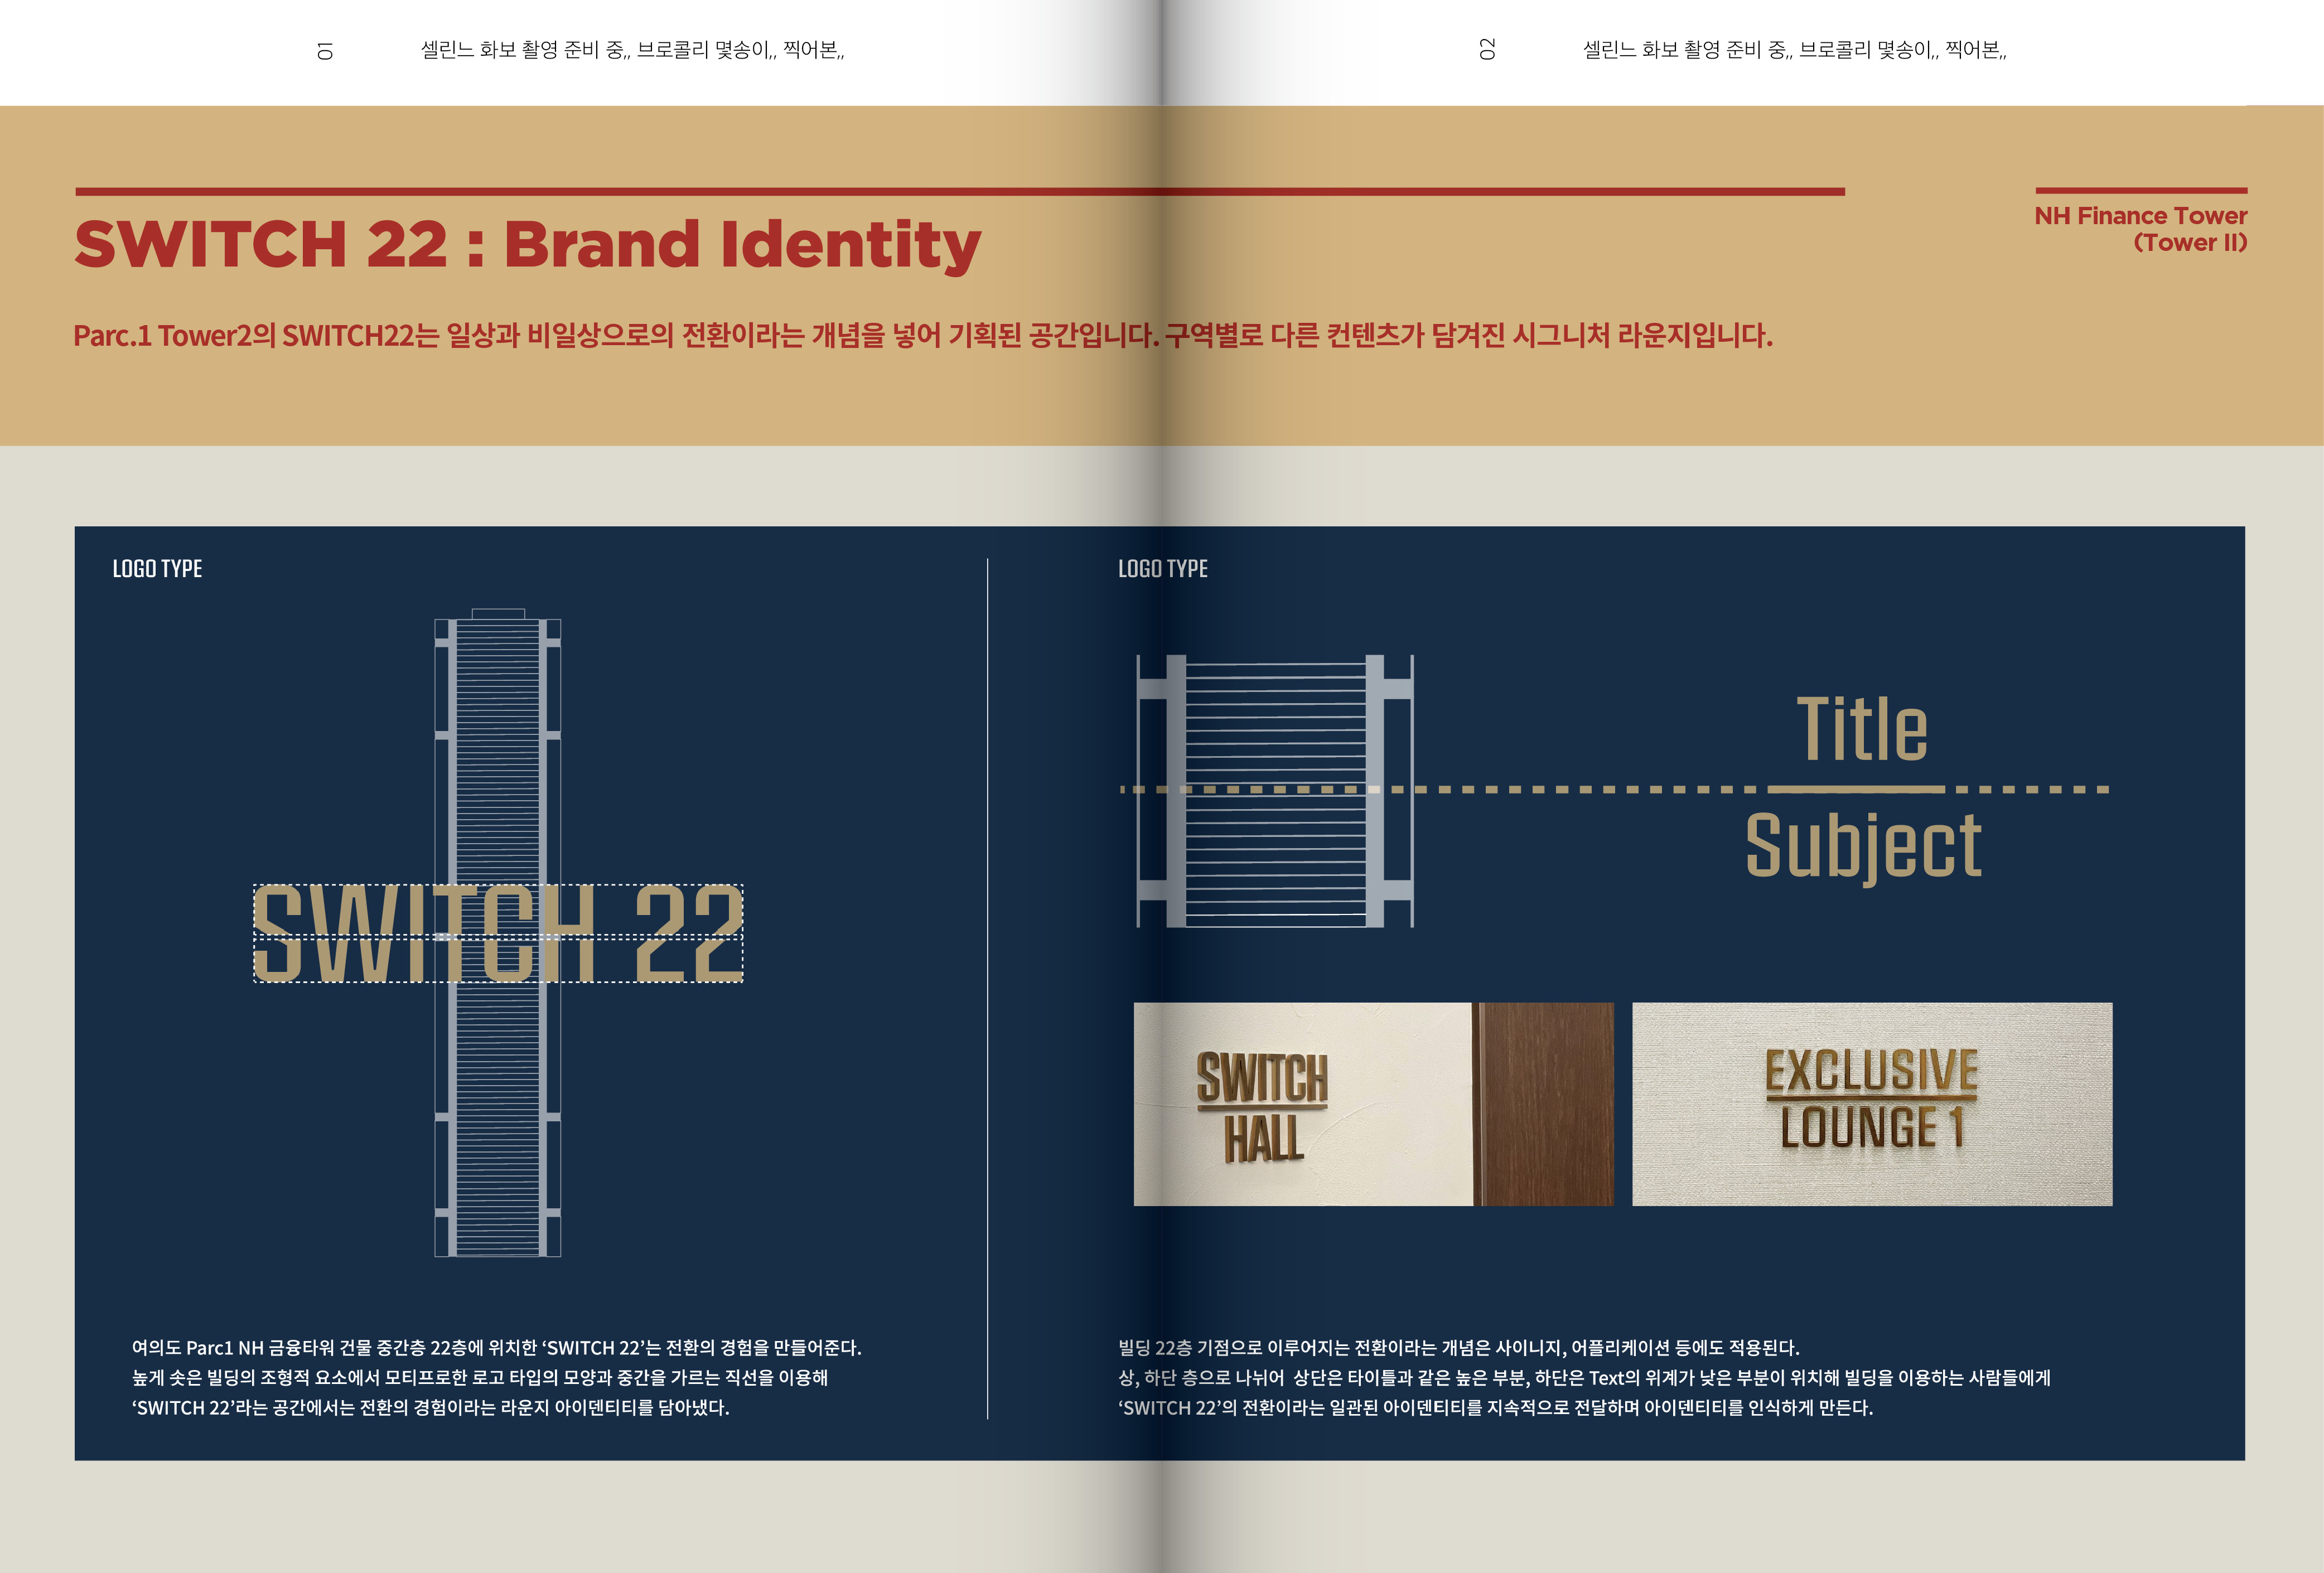 01
셀린느 화보 촬영 준비 중,, 브로콜리 몇송이,, 찍어본,,
02
셀린느 화보 촬영 준비 중,, 브로콜리 몇송이,, 찍어본,,
SWITCH 22 : Brand Identity
NH Finance Tower
(Tower II)
Parc.1 Tower2의 SWITCH22는 일상과 비일상으로의 전환이라는 개념을 넣어 기획된 공간입니다. 구역별로 다른 컨텐츠가 담겨진 시그니처 라운지입니다.
LOGO TYPE
SWITCH 22
여의도 Parc1 NH 금융타워 건물 중간층 22층에 위치한 ‘SWITCH 22’는 전환의 경험을 만들어준다.
높게 솟은 빌딩의 조형적 요소에서 모티프로한 로고 타입의 모양과 중간을 가르는 직선을 이용해
‘SWITCH 22’라는 공간에서는 전환의 경험이라는 라운지 아이덴티티를 담아냈다.
LOGO TYPE
Title
Subject
SWITCH
HALL
EXCLUSIVE
LOUNGE 1
빌딩 22층 기점으로 이루어지는 전환이라는 개념은 사이니지, 어플리케이션 등에도 적용된다.
상, 하단 층으로 나뉘어 상단은 타이틀과 같은 높은 부분, 하단은 Text의 위계가 낮은 부분이 위치해 빌딩을 이용하는 사람들에게
‘SWITCH 22’의 전환이라는 일관된 아이덴티티를 지속적으로 전달하며 아이덴티티를 인식하게 만든다.